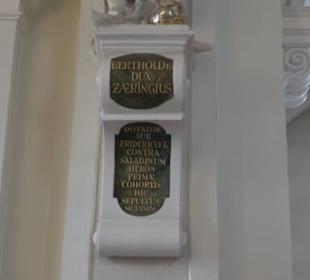 BERTHOLD
DUX
ZÆRINGIUS
DOTATOR
SUB
FRIDERICO I.
CONTRA
SALADINUM
HEROS
PRIMÆ
COHORTIS
HIC
SEPULTUS